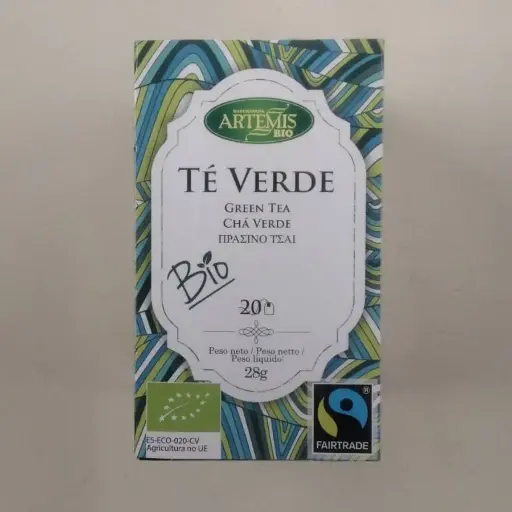 ARTEMIS
BIO
TÉ VERDE
GREEN TEA
CHÁ VERDE
ΠΡΑΣΙΝΟ ΤΣΑΙ
Bio
20
Peso neto / Peso netto /
Peso líquido:
28g
ES-ECO-020-CV
Agricultura no UE
FAIRTRADE